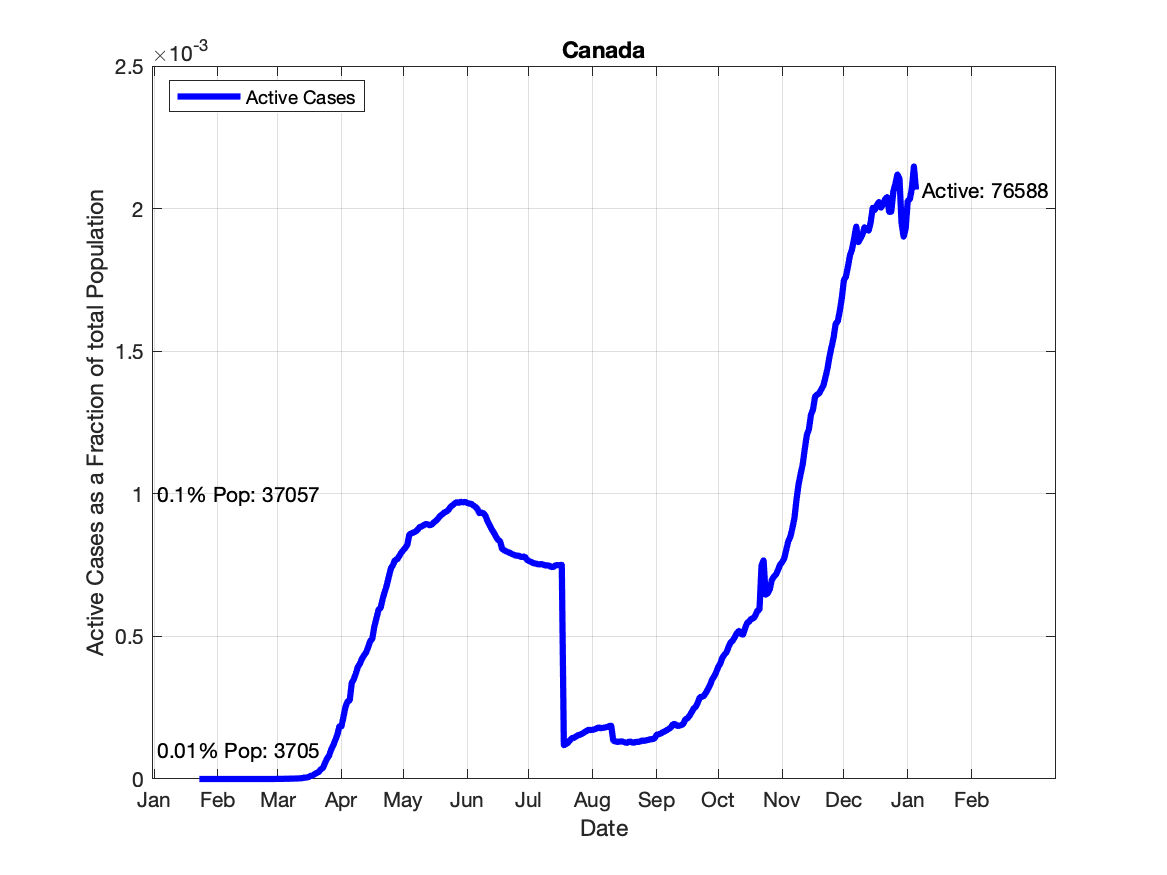 Canada
×10-3
Active Cases
2.5
2
1.5
1
0.5
0
Active Cases as a Fraction of total Population
Active: 76588
0.1% Pop: 37057
0.01% Pop: 3705
Jan Feb Mar Apr May Jun Jul Aug Sep Oct Nov Dec Jan Feb
Date